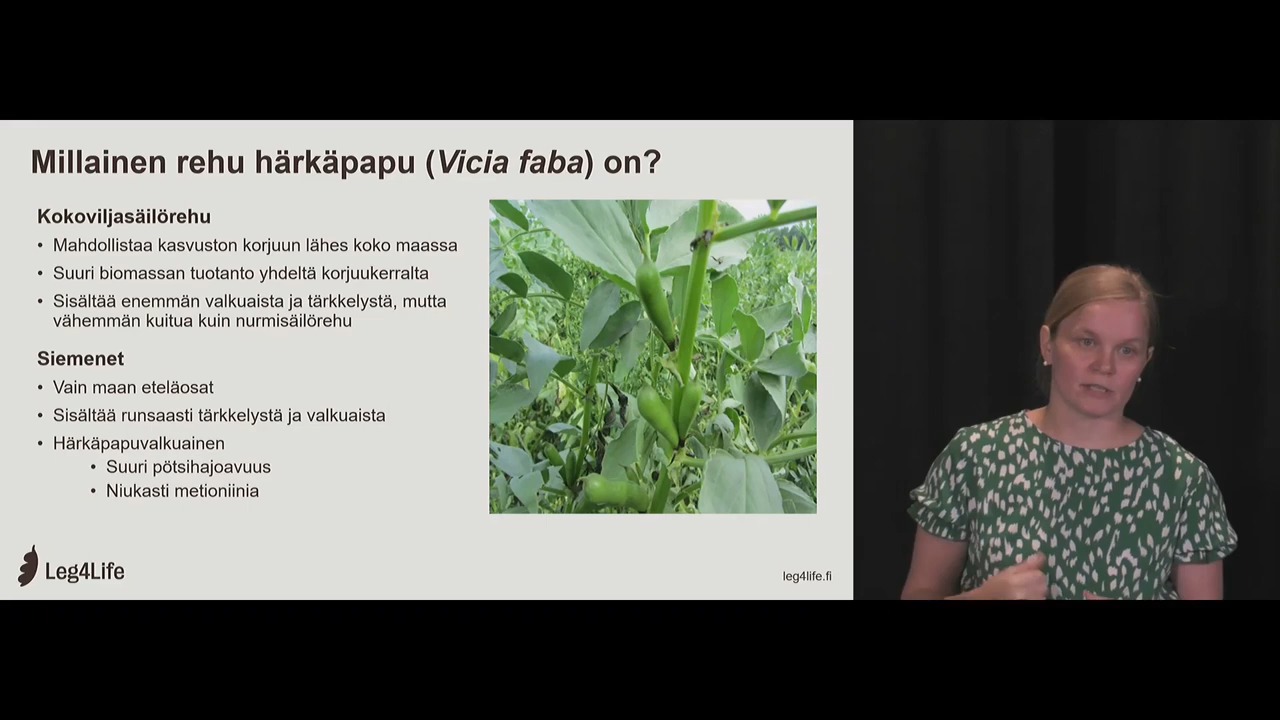 Millainen rehu härkäpapu (Vicia faba) on?
Kokoviljasäilörehu
• Mahdollistaa kasvuston korjuun lähes koko maassa
• Suuri biomassan tuotanto yhdeltä korjuukerralta
• Sisältää enemmän valkuaista ja tärkkelystä, mutta
vähemmän kuitua kuin nurmisäilörehu
Siemenet
• Vain maan eteläosat
• Sisältää runsaasti tärkkelystä ja valkuaista
• Härkäpapuvalkuainen
• Suuri pötsihajoavuus
• Niukasti metioniinia
Leg4Life
leg4life.fi